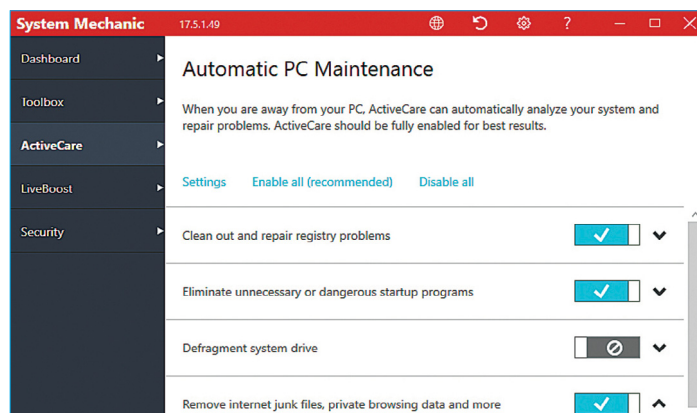 System Mechanic 17.5.1.49 ?
Dashboard
Toolbox
ActiveCare
LiveBoost
Security
Automatic PC Maintenance
When you are away from your PC, ActiveCare can automatically analyze your system and
repair problems. ActiveCare should be fully enabled for best results.
Settings Enable all (recommended) Disable all
Clean out and repair registry problems
Eliminate unnecessary or dangerous startup programs
Defragment system drive
Remove internet junk files, private browsing data and more